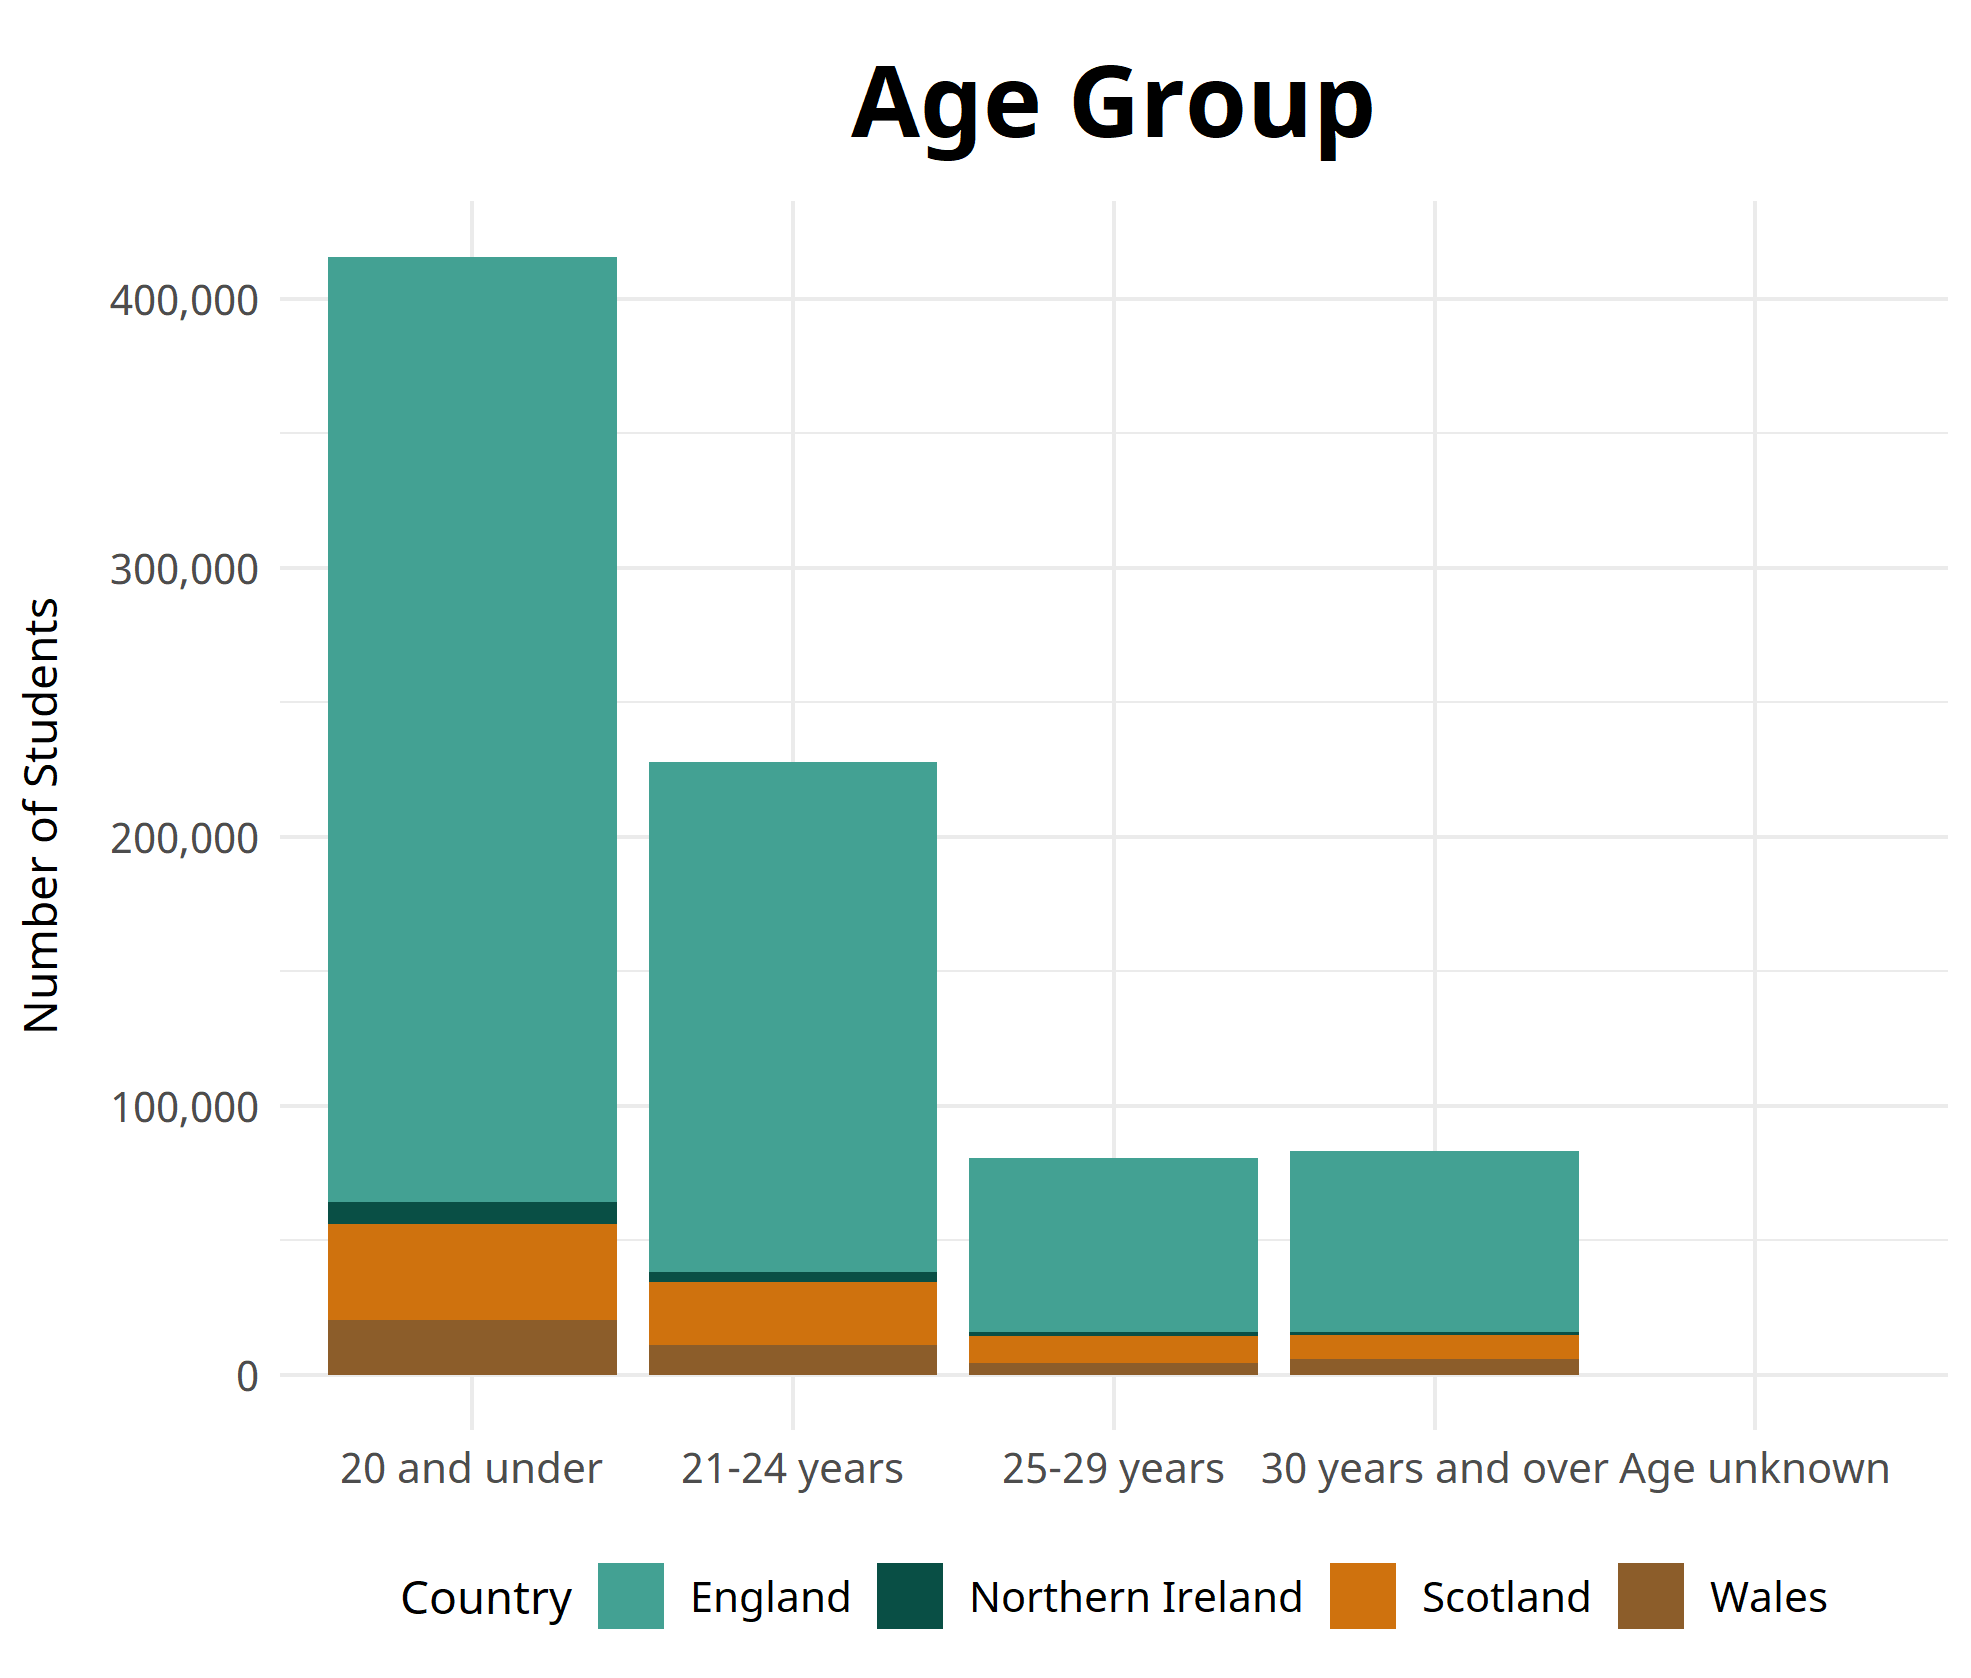 Age Group
Number of Students
400,000
300,000
200,000
100,000
0
20 and under 21-24 years 25-29 years 30 years and over Age unknown
Country England Northern Ireland Scotland Wales